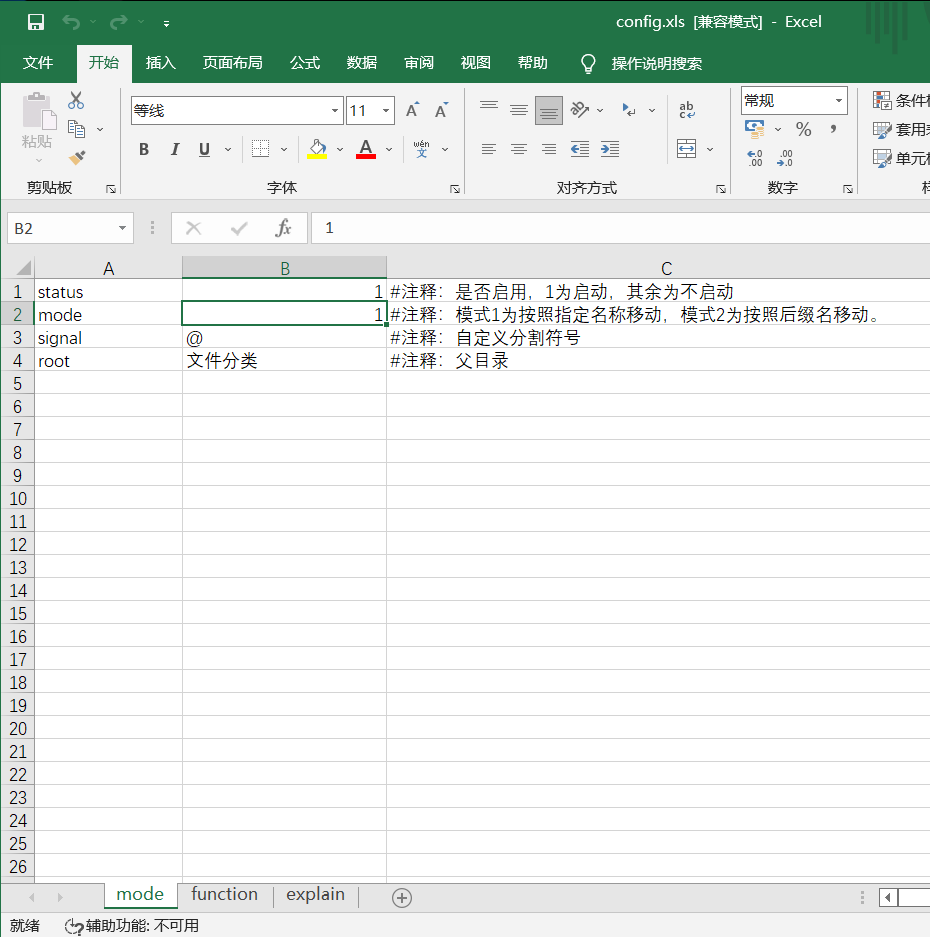 config.xls [兼容模式] - Excel
文件 开始 插入 页面布局 公式 数据 审阅 视图 帮助 操作说明搜索
粘贴
剪贴板
等线 11
B I U A wén 文
字体
ab
对齐方式
常规
% ,
.00 .00
数字
条件
套用
单元
B2 fx 1
A B C
1 status 1 #注释：是否启用，1为启动，其余为不启动
2 mode 1 #注释：模式1为按照指定名称移动，模式2为按照后缀名移动。
3 signal @ #注释：自定义分割符号
4 root 文件分类 #注释：父目录
5
6
7
8
9
10
11
12
13
14
15
16
17
18
19
20
21
22
23
24
25
26
mode function explain
就绪 辅助功能: 不可用